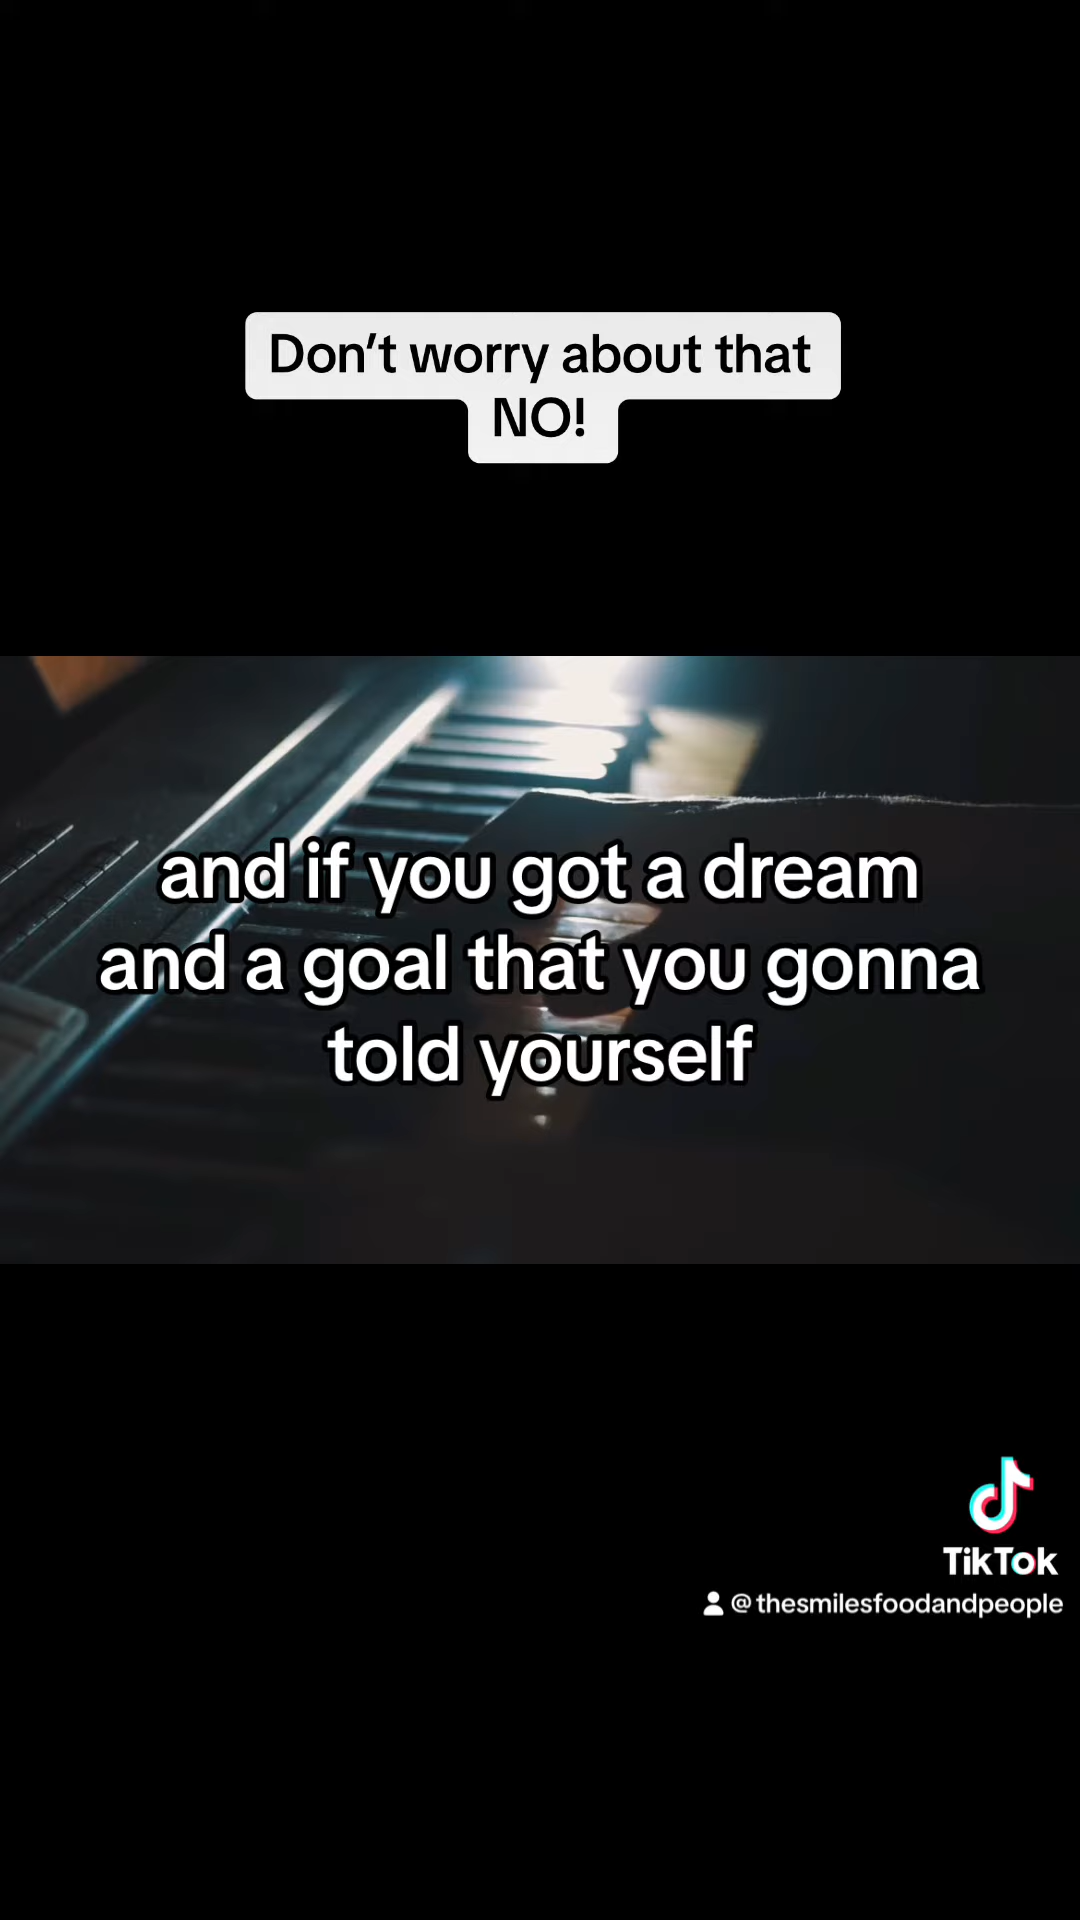 Don’t worry about that
NO!
and if you got a dream
and a goal that you gonna
told yourself
TikTok
@thesmilesfoodandpeople